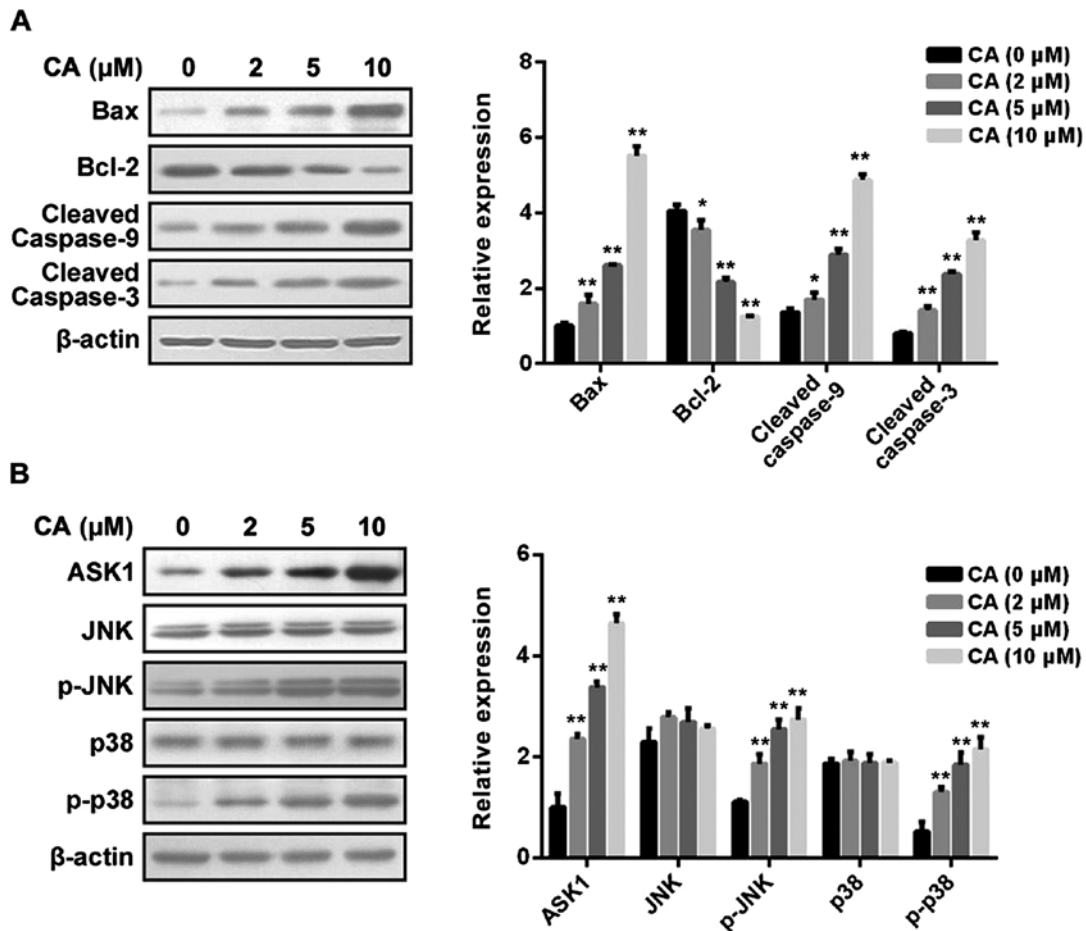 A
CA (µM) 0 2 5 10
Bax
Bcl-2
Cleaved
Caspase-9
Cleaved
Caspase-3
β-actin
Relative expression
8
6
4
2
0
** ** **
* ** **
* ** **
** ** **
Bax
Bcl-2
Cleaved
caspase-9
Cleaved
caspase-3
CA (0 µM)
CA (2 µM)
CA (5 µM)
CA (10 µM)
B
CA (µM) 0 2 5 10
ASK1
JNK
p-JNK
p38
p-p38
β-actin
Relative expression
6
4
2
0
** ** **
** ** **
** ** **
ASK1
JNK
p-JNK
p38
p-p38
CA (0 µM)
CA (2 µM)
CA (5 µM)
CA (10 µM)